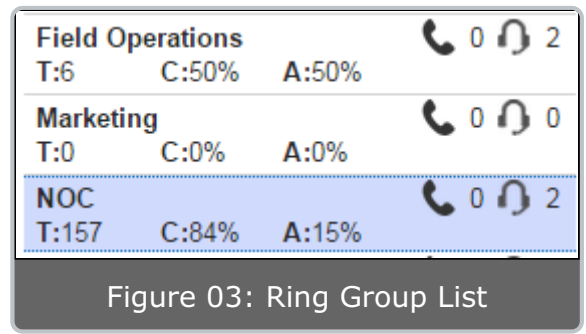 Field Operations 0 2
T:6 C:50% A:50%
Marketing 0 0
T:0 C:0% A:0%
NOC 0 2
T:157 C:84% A:15%
Figure 03: Ring Group List